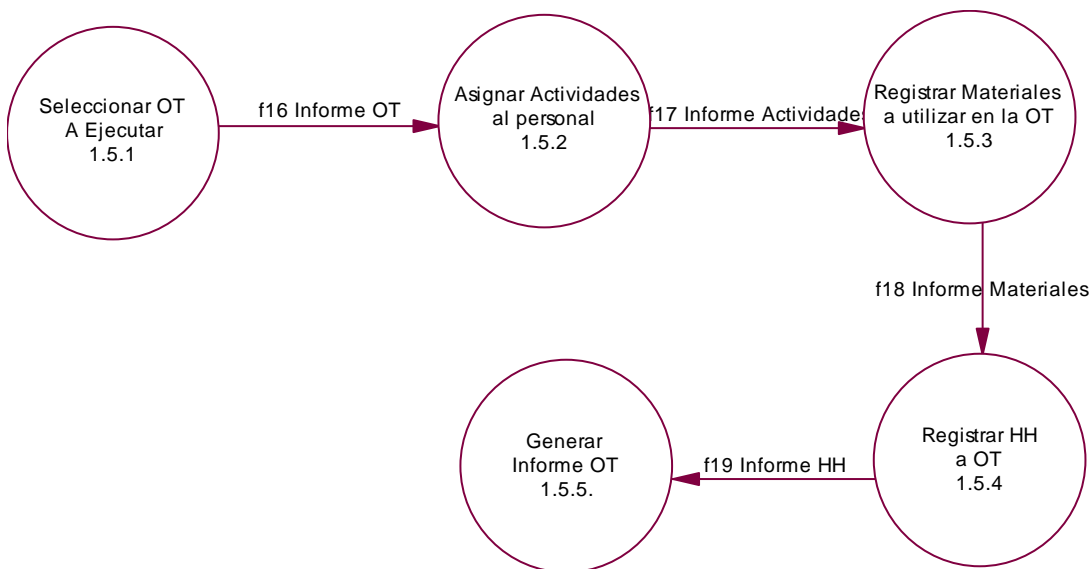 Seleccionar OT
A Ejecutar
1.5.1
f16 Informe OT
Asignar Actividades
al personal
1.5.2
f17 Informe Actividades
Registrar Materiales
a utilizar en la OT
1.5.3
f18 Informe Materiales
Registrar HH
a OT
1.5.4
f19 Informe HH
Generar
Informe OT
1.5.5.